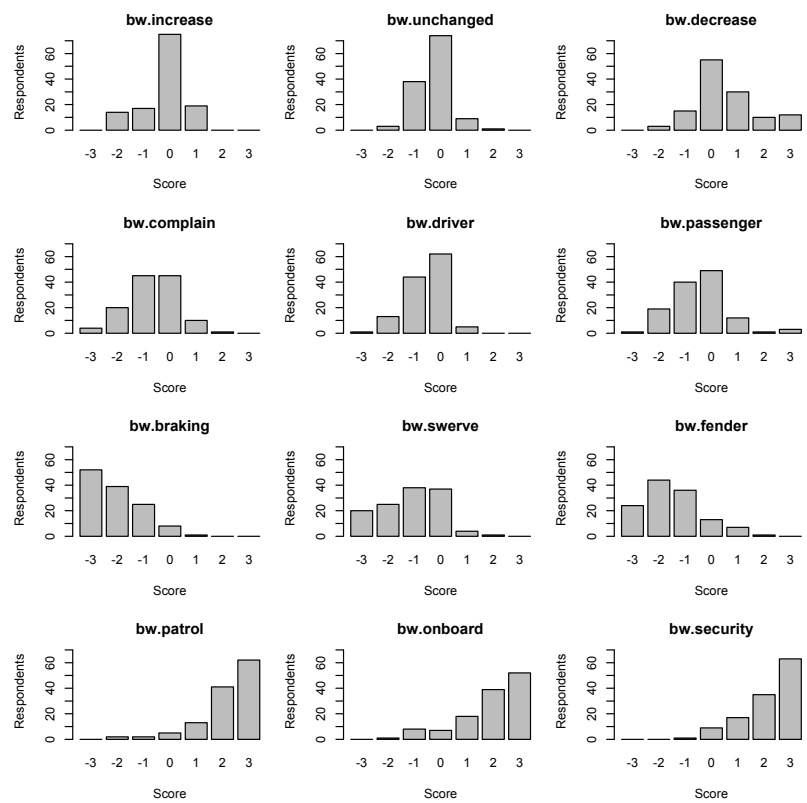 bw.increase
Respondents
0 20 40 60
-3 -2 -1 0 1 2 3
Score
bw.unchanged
Respondents
0 20 40 60
-3 -2 -1 0 1 2 3
Score
bw.decrease
Respondents
0 20 40 60
-3 -2 -1 0 1 2 3
Score
bw.complain
Respondents
0 20 40 60
-3 -2 -1 0 1 2 3
Score
bw.driver
Respondents
0 20 40 60
-3 -2 -1 0 1 2 3
Score
bw.passenger
Respondents
0 20 40 60
-3 -2 -1 0 1 2 3
Score
bw.braking
Respondents
0 20 40 60
-3 -2 -1 0 1 2 3
Score
bw.swerve
Respondents
0 20 40 60
-3 -2 -1 0 1 2 3
Score
bw.fender
Respondents
0 20 40 60
-3 -2 -1 0 1 2 3
Score
bw.patrol
Respondents
0 20 40 60
-3 -2 -1 0 1 2 3
Score
bw.onboard
Respondents
0 20 40 60
-3 -2 -1 0 1 2 3
Score
bw.security
Respondents
0 20 40 60
-3 -2 -1 0 1 2 3
Score